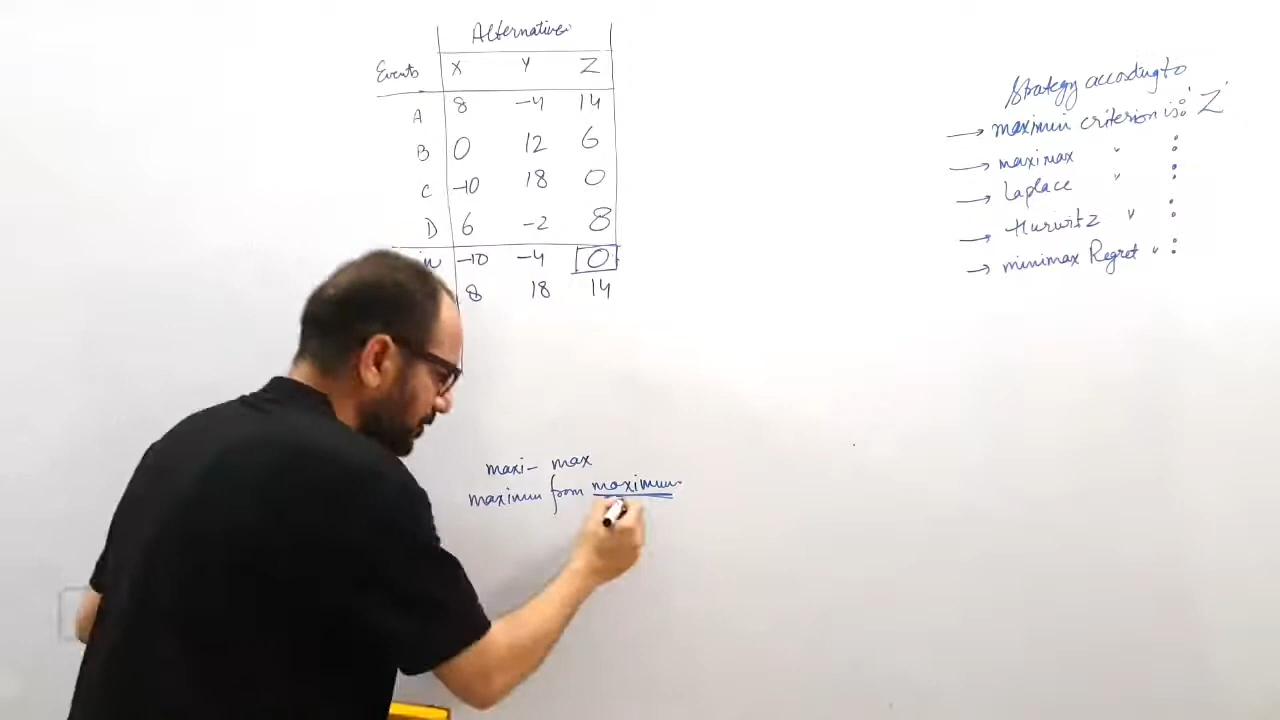 Alternatives
Events X Y Z
A 8 -4 14
B 0 12 6
C -10 18 0
D 6 -2 8
-10 -4 0
8 18 14
maxi- max
maximum from maximum
Strategy according to
→ maximin criterion is: 'Z'
→ maximax " :
→ Laplace " :
→ Hurwitz " :
→ minimax Regret " :